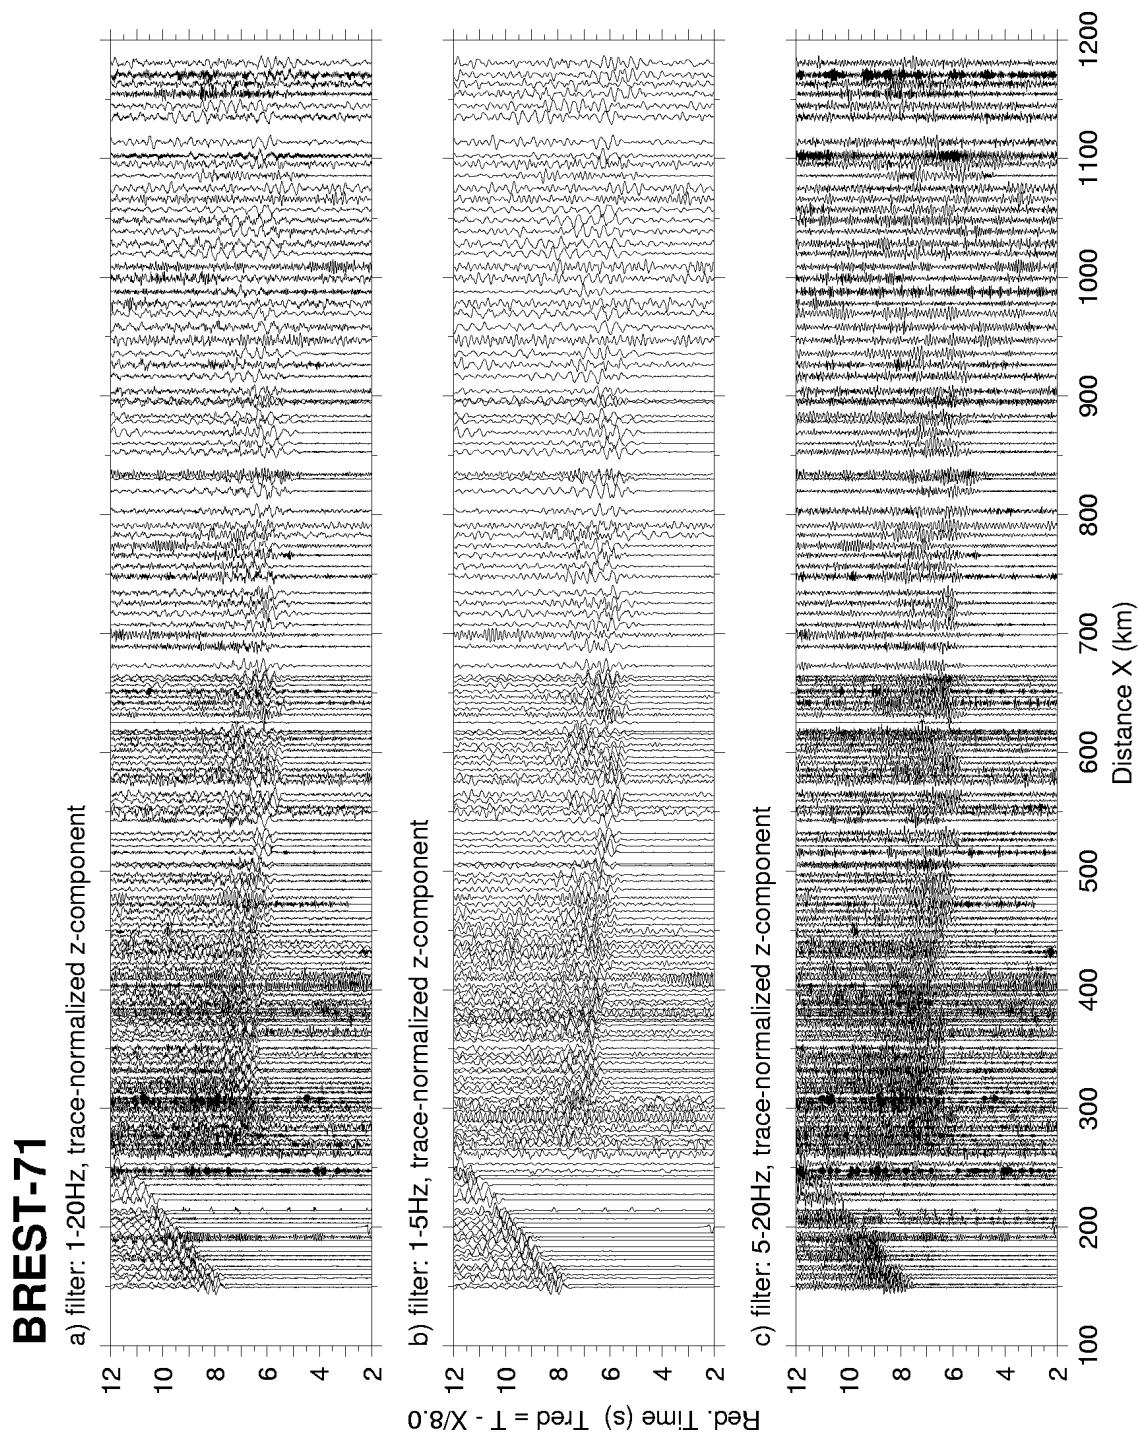 BREST-71
a) filter: 1-20Hz, trace-normalized z-component
12
10
8
6
4
2
b) filter: 1-5Hz, trace-normalized z-component
12
10
8
6
4
2
Red. Time (s) Tred = T - X/8.0
c) filter: 5-20Hz, trace-normalized z-component
12
10
8
6
4
2
100 200 300 400 500 600 700 800 900 1000 1100 1200
Distance X (km)